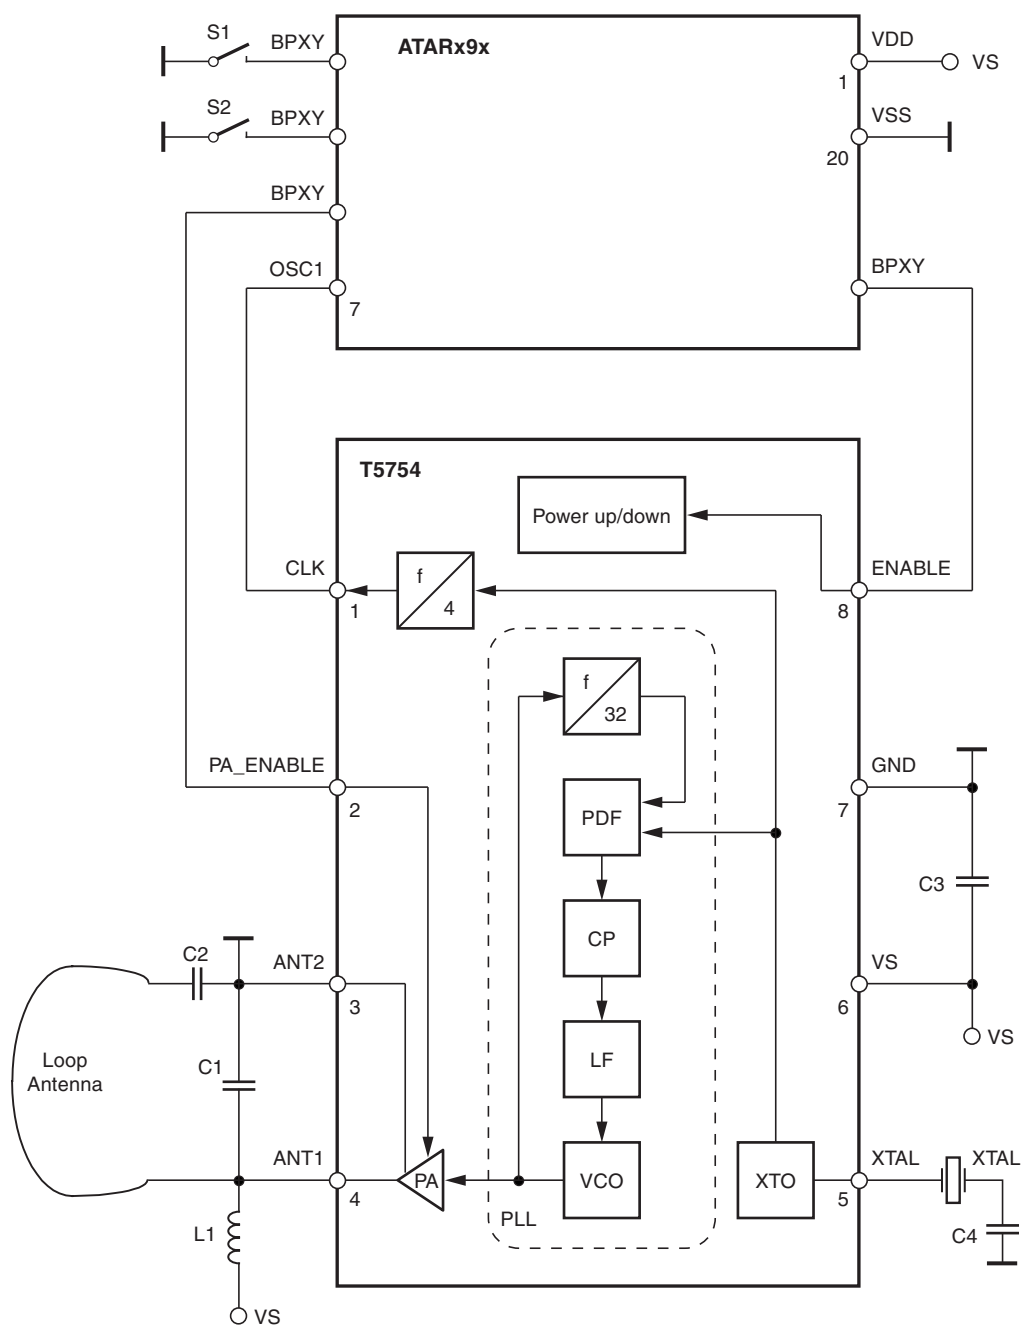 S1
BPXY
ATARx9x
VDD
1
VS
S2
BPXY
VSS
20
BPXY
OSC1
7
BPXY
T5754
Power up/down
CLK
1
f
4
ENABLE
8
f
32
PA_ENABLE
2
GND
7
PDF
C3
CP
C2
ANT2
3
VS
6
VS
Loop
Antenna
C1
LF
ANT1
4
PA
VCO
XTO
XTAL
5
XTAL
PLL
L1
C4
VS